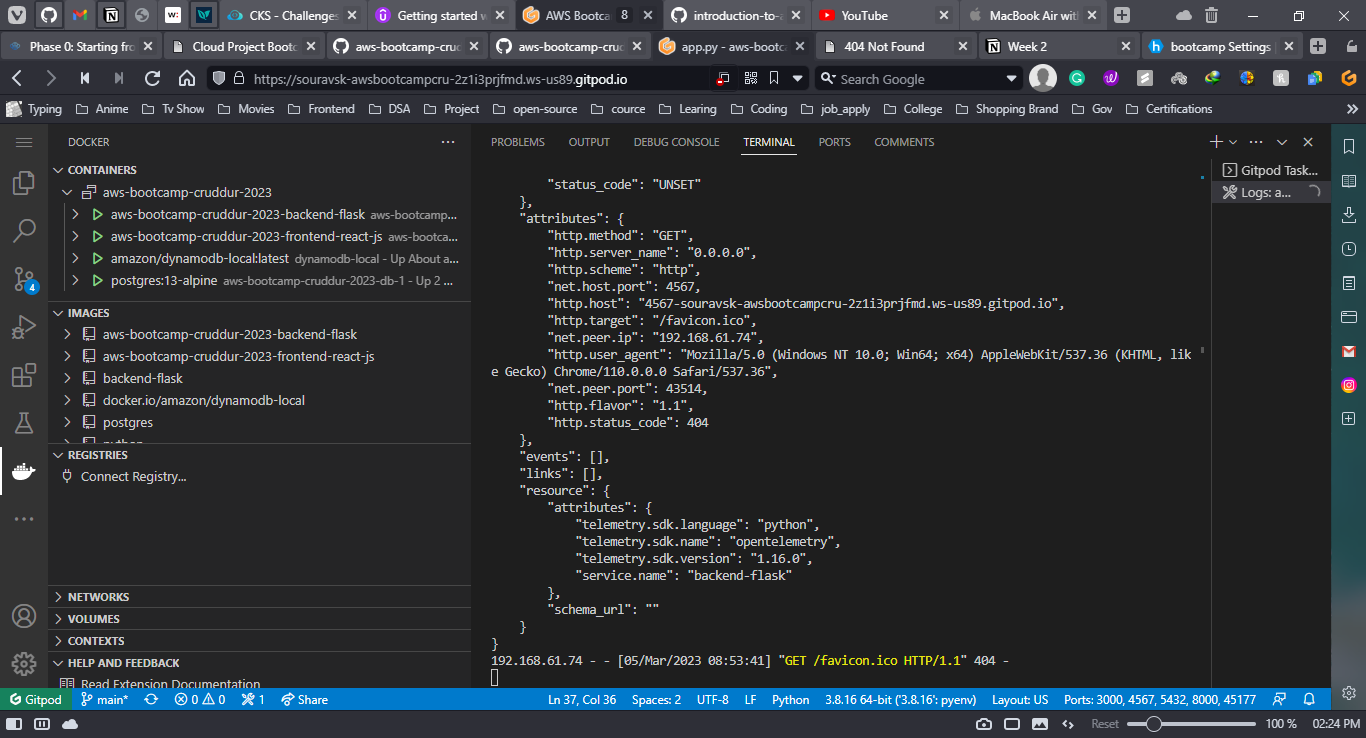 CKS - Challenges
Getting started w
AWS Bootca
8
introduction-to-a
YouTube
MacBook Air with
Phase 0: Starting fro
Cloud Project Bootc
aws-bootcamp-cruc
aws-bootcamp-cruc
app.py - aws-bootc
404 Not Found
Week 2
bootcamp Settings
https://souravsk-awsbootcampcru-2z1i3prjfmd.ws-us89.gitpod.io
Search Google
Typing
Anime
Tv Show
Movies
Frontend
DSA
Project
open-source
cource
Learing
Coding
job_apply
College
Shopping Brand
Gov
Certifications
DOCKER
PROBLEMS
OUTPUT
DEBUG CONSOLE
TERMINAL
PORTS
COMMENTS
CONTAINERS
aws-bootcamp-cruddur-2023
aws-bootcamp-cruddur-2023-backend-flask aws-bootcamp...
aws-bootcamp-cruddur-2023-frontend-react-js aws-bootca...
amazon/dynamodb-local:latest dynamodb-local - Up About a...
postgres:13-alpine aws-bootcamp-cruddur-2023-db-1 - Up 2 ...
IMAGES
aws-bootcamp-cruddur-2023-backend-flask
aws-bootcamp-cruddur-2023-frontend-react-js
backend-flask
docker.io/amazon/dynamodb-local
postgres
python
REGISTRIES
Connect Registry...
NETWORKS
VOLUMES
CONTEXTS
HELP AND FEEDBACK
Read Extension Documentation
4
"status_code": "UNSET"
},
"attributes": {
"http.method": "GET",
"http.server_name": "0.0.0.0",
"http.scheme": "http",
"net.host.port": 4567,
"http.host": "4567-souravsk-awsbootcampcru-2z1i3prjfmd.ws-us89.gitpod.io",
"http.target": "/favicon.ico",
"net.peer.ip": "192.168.61.74",
"http.user_agent": "Mozilla/5.0 (Windows NT 10.0; Win64; x64) AppleWebKit/537.36 (KHTML, lik
e Gecko) Chrome/110.0.0.0 Safari/537.36",
"net.peer.port": 43514,
"http.flavor": "1.1",
"http.status_code": 404
},
"events": [],
"links": [],
"resource": {
"attributes": {
"telemetry.sdk.language": "python",
"telemetry.sdk.name": "opentelemetry",
"telemetry.sdk.version": "1.16.0",
"service.name": "backend-flask"
},
"schema_url": ""
}
}
192.168.61.74 - - [05/Mar/2023 08:53:41] "GET /favicon.ico HTTP/1.1" 404 -
Gitpod Task...
Logs: a...
Gitpod
main*
0
0
1
Share
Ln 37, Col 36
Spaces: 2
UTF-8
LF
Python
3.8.16 64-bit ('3.8.16': pyenv)
Layout: US
Ports: 3000, 4567, 5432, 8000, 45177
Reset
100 %
02:24 PM